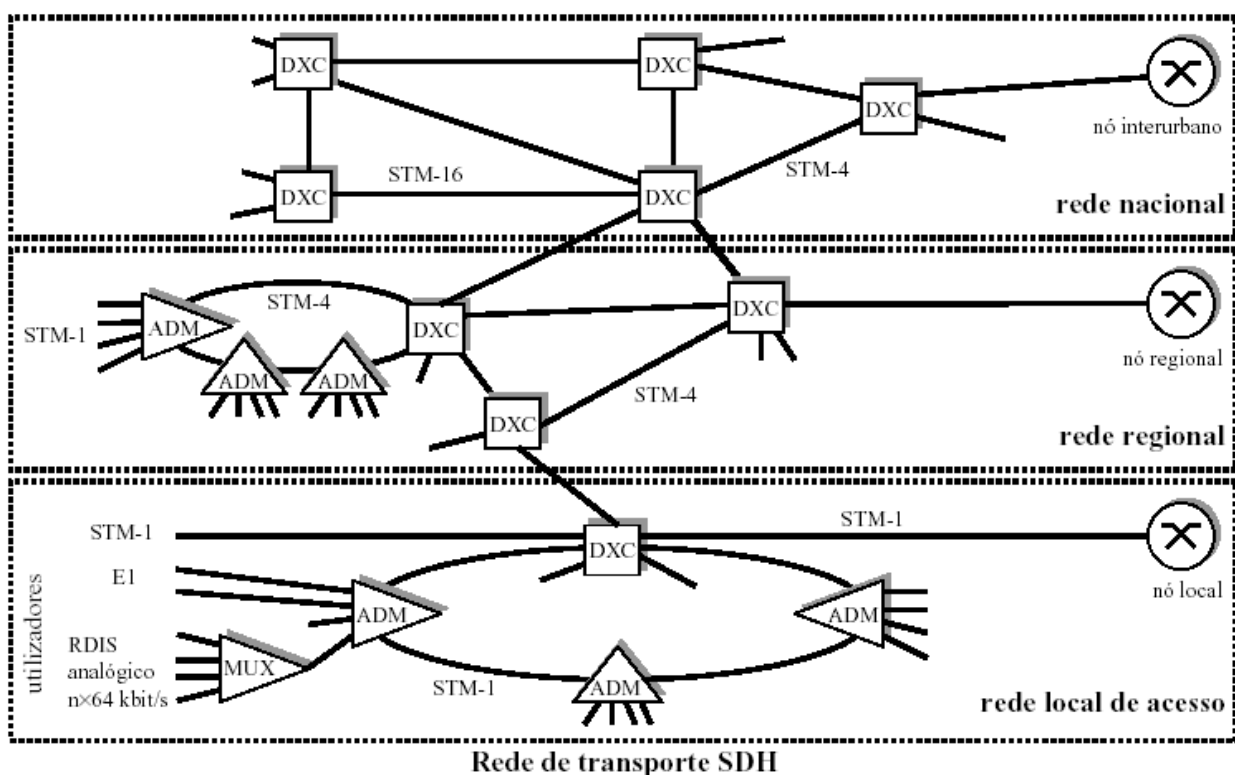 DXC
DXC
DXC
nó interurbano
DXC
STM-16
DXC
STM-4
rede nacional
STM-4
STM-1
ADM
DXC
DXC
ADM
ADM
nó regional
STM-4
DXC
rede regional
STM-1
STM-1
DXC
E1
nó local
utilizadores
ADM
ADM
RDIS
analógico
n×64 kbit/s
MUX
STM-1
ADM
rede local de acesso
Rede de transporte SDH